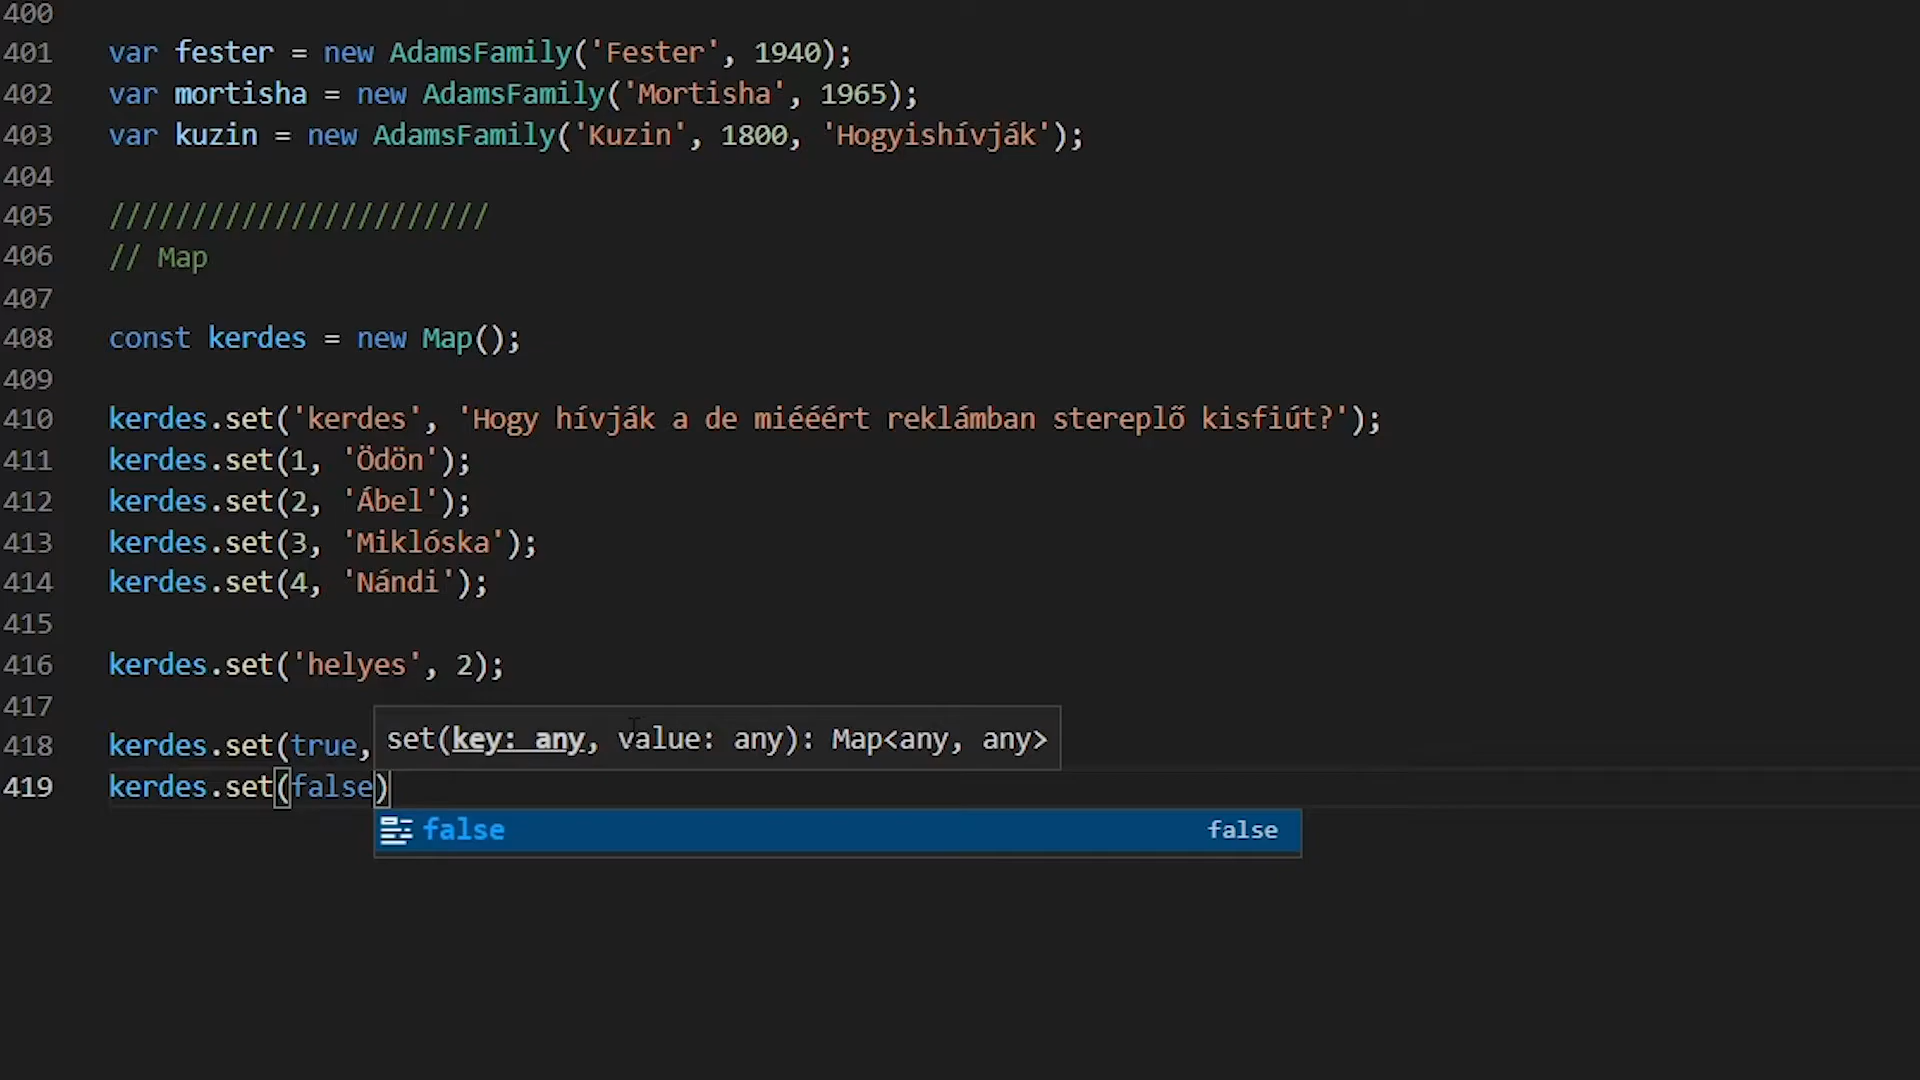 400
401 var fester = new AdamsFamily('Fester', 1940);
402 var mortisha = new AdamsFamily('Mortisha', 1965);
403 var kuzin = new AdamsFamily('Kuzin', 1800, 'Hogyishívják');
404
405 ///////////////////////
406 // Map
407
408 const kerdes = new Map();
409
410 kerdes.set('kerdes', 'Hogy hívják a de miééért reklámban stereplő kisfiút?');
411 kerdes.set(1, 'Ödön');
412 kerdes.set(2, 'Ábel');
413 kerdes.set(3, 'Miklóska');
414 kerdes.set(4, 'Nándi');
415
416 kerdes.set('helyes', 2);
417
set(key: any, value: any): Map<any, any>
418 kerdes.set(true,
419 kerdes.set(false)
false false